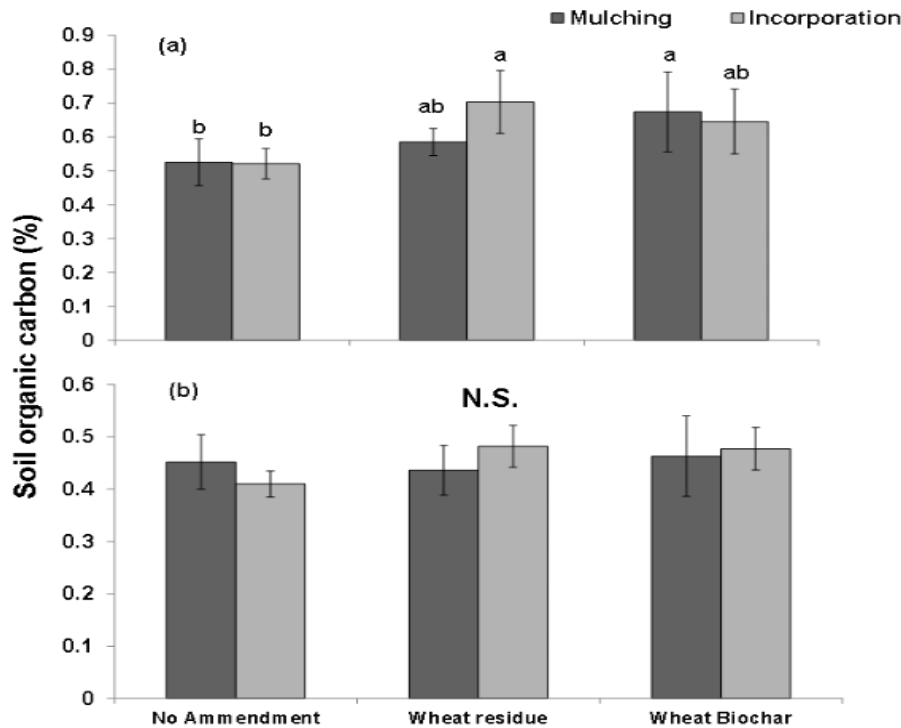 Mulching Incorporation
0.9
(a)
0.8
0.7
0.6
0.5
0.4
0.3
0.2
0.1
0
b b ab a a ab
Soil organic carbon (%)
0.6
(b)
N.S.
0.5
0.4
0.3
0.2
0.1
0
No Ammendment Wheat residue Wheat Biochar